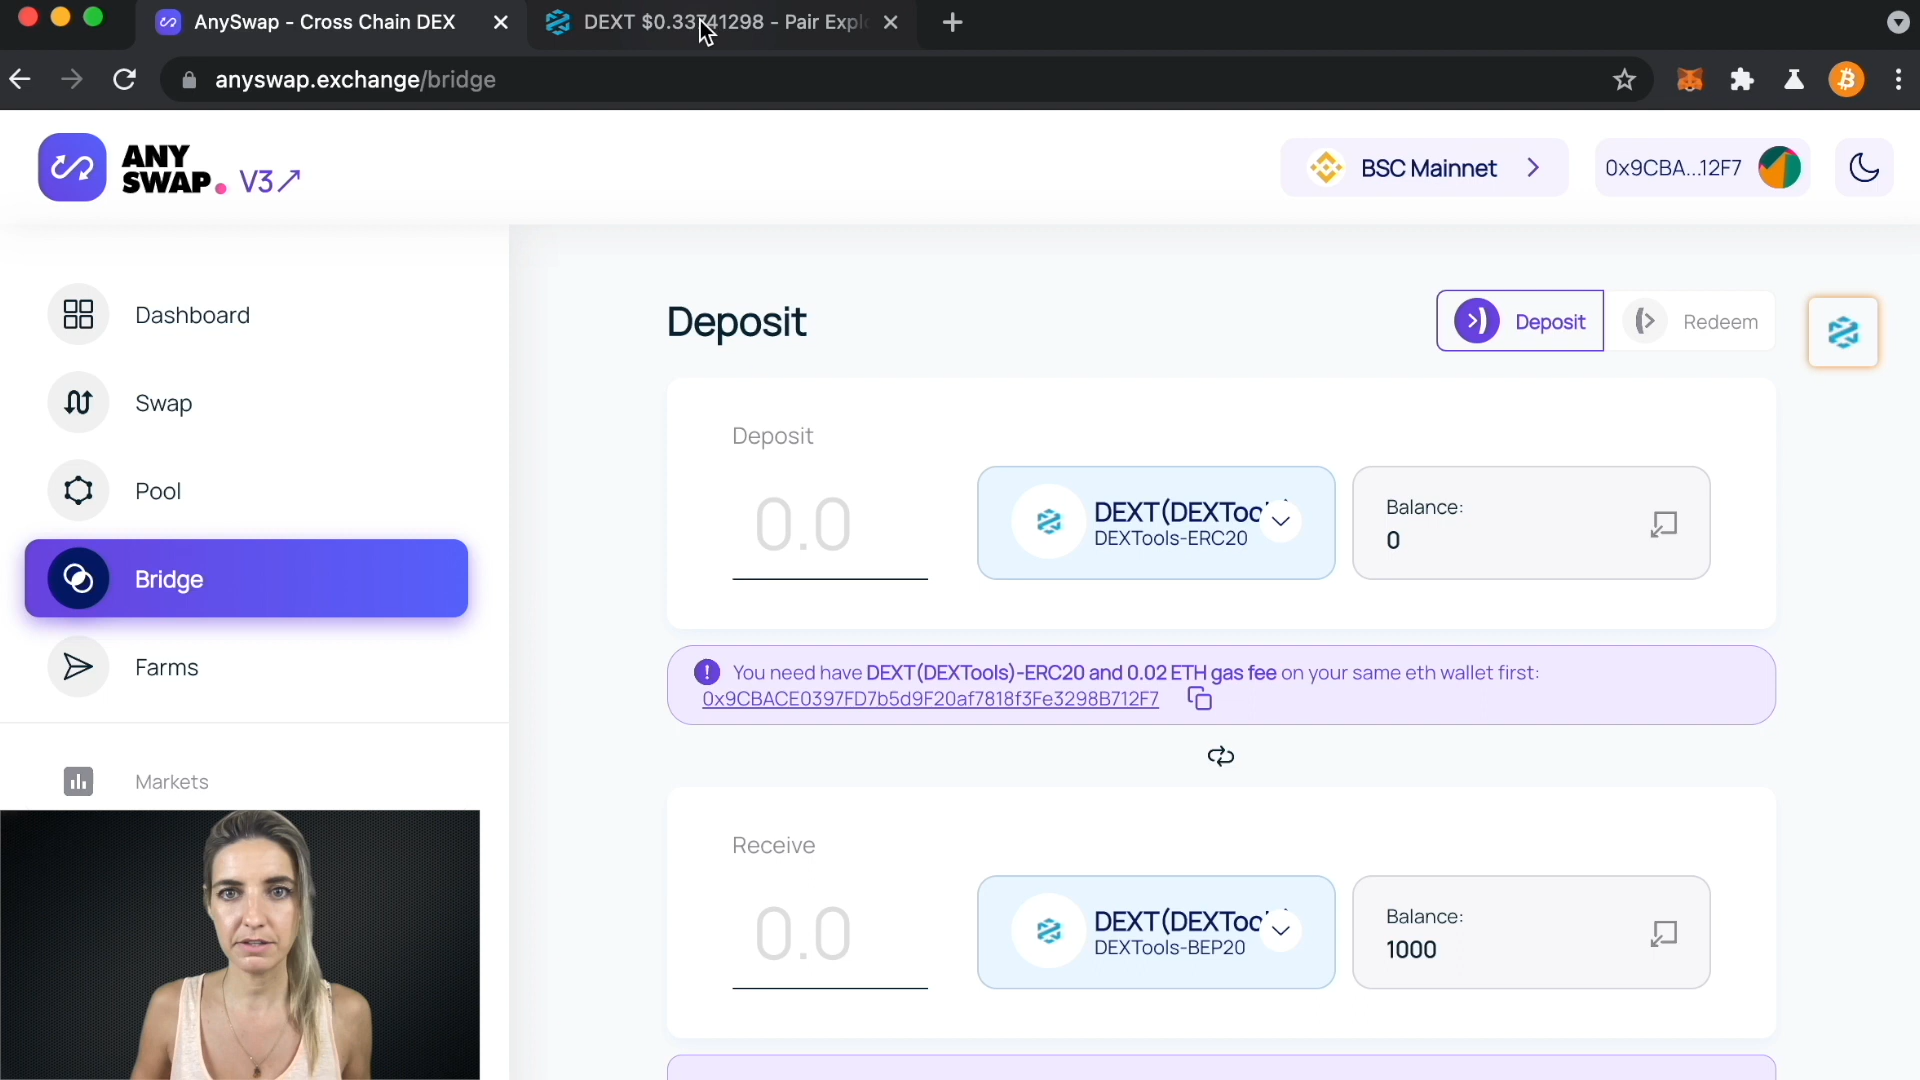 AnySwap - Cross Chain DEX
DEXT $0.33741298 - Pair Expl
anyswap.exchange/bridge
ANY
SWAP. V3
BSC Mainnet
0x9CBA...12F7
Dashboard
Swap
Pool
Bridge
Farms
Markets
Deposit
Deposit
Redeem
Deposit
0.0
DEXT(DEXToo
DEXTools-ERC20
Balance:
0
You need have DEXT(DEXTools)-ERC20 and 0.02 ETH gas fee on your same eth wallet first:
0x9CBACE0397FD7b5d9F20af7818f3Fe3298B712F7
Receive
0.0
DEXT(DEXToo
DEXTools-BEP20
Balance:
1000